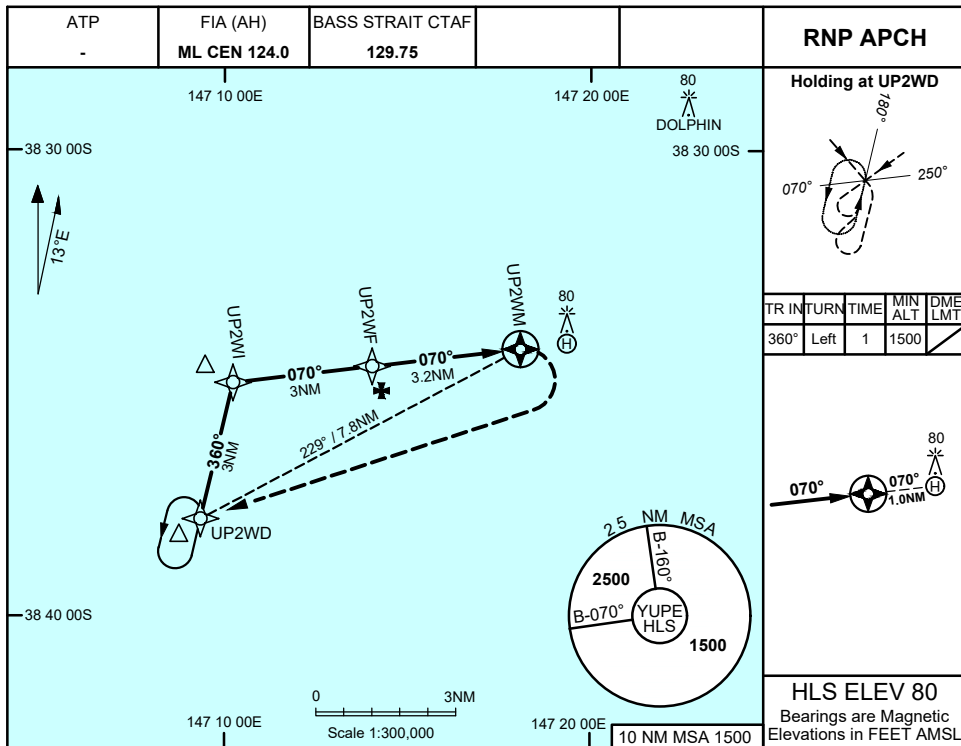 ATP
-
FIA (AH)
ML CEN 124.0
BASS STRAIT CTAF
129.75
RNP APCH
147 10 00E
147 20 00E
80
DOLPHIN
38 30 00S
38 30 00S
13°E
UP2WI
UP2WF
UP2WM
80
H
070°
3NM
070°
3.2NM
360°
3NM
229° / 7.8NM
UP2WD
38 40 00S
25 NM MSA
2500
B-160°
B-070°
YUPE
HLS
1500
0
3NM
Scale 1:300,000
147 10 00E
147 20 00E
10 NM MSA 1500
Holding at UP2WD
180°
070°
250°
TR IN TURN TIME MIN ALT DME LMT
360° Left 1 1500
80
070°
070°
1.0NM
H
HLS ELEV 80
Bearings are Magnetic
Elevations in FEET AMSL